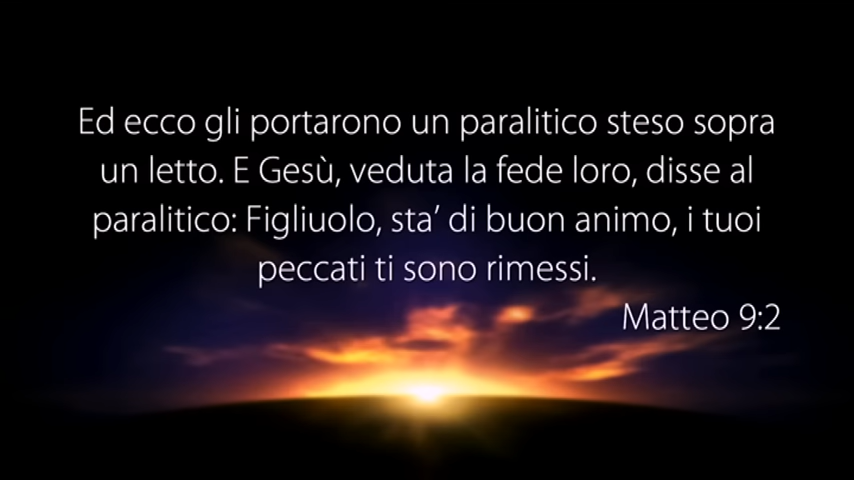 Ed ecco gli portarono un paralitico steso sopra
un letto. E Gesù, veduta la fede loro, disse al
paralitico: Figliuolo, sta’ di buon animo, i tuoi
peccati ti sono rimessi.
Matteo 9:2